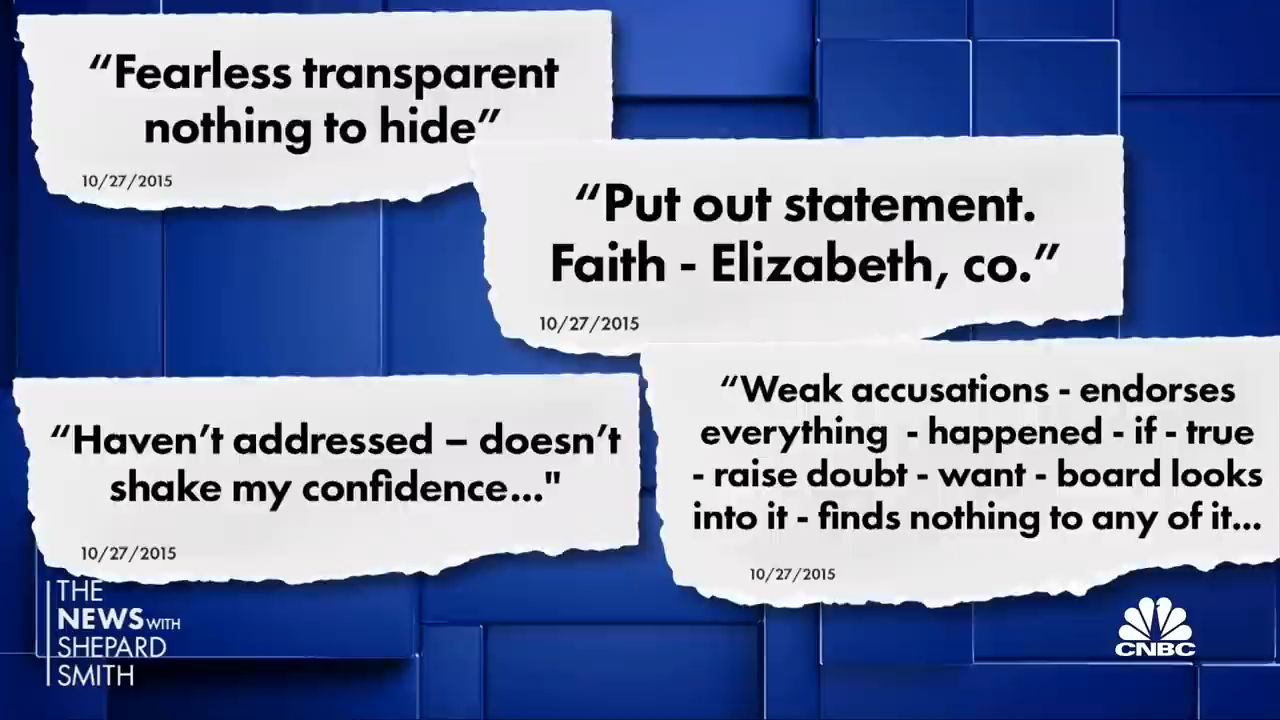 “Fearless transparent
nothing to hide”
10/27/2015
“Put out statement.
Faith - Elizabeth, co.”
10/27/2015
“Haven’t addressed – doesn’t
shake my confidence..."
10/27/2015
“Weak accusations - endorses
everything - happened - if - true
- raise doubt - want - board looks
into it - finds nothing to any of it...
10/27/2015
THE
NEWS WITH
SHEPARD
SMITH
CNBC